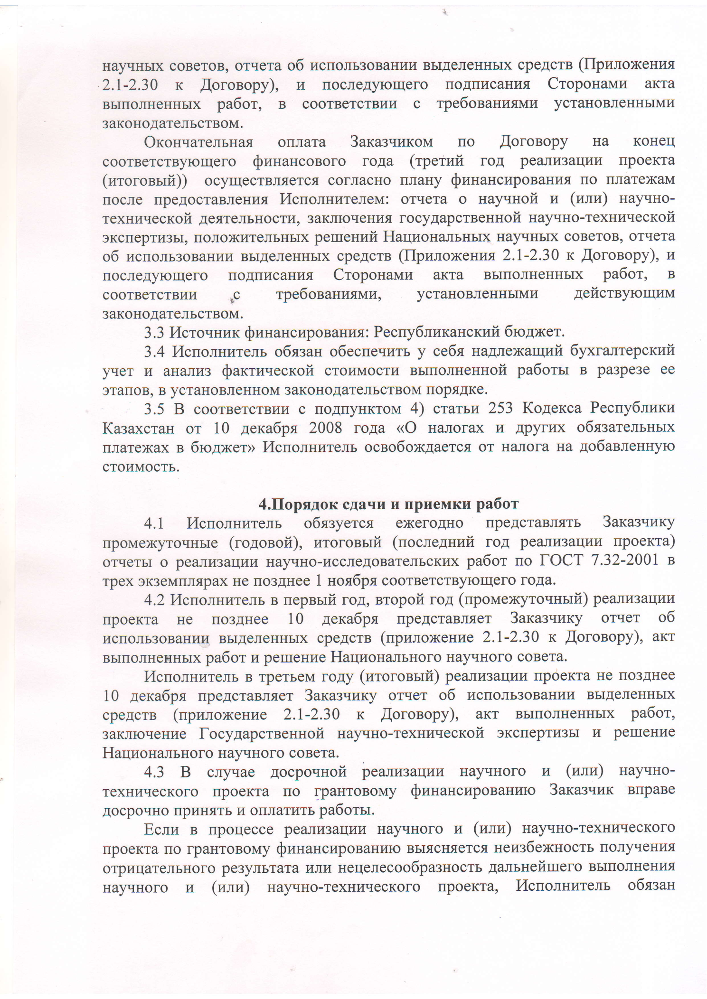 научных советов, отчета об использовании выделенных средств (Приложения
2.1-2.30 к Договору), и последующего подписания Сторонами акта
выполненных работ, в соответствии с требованиями установленными
законодательством.
Окончательная оплата Заказчиком по Договору на конец
соответствующего финансового года (третий год реализации проекта
(итоговый)) осуществляется согласно плану финансирования по платежам
после предоставления Исполнителем: отчета о научной и (или) научно-
технической деятельности, заключения государственной научно-технической
экспертизы, положительных решений Национальных научных советов, отчета
об использовании выделенных средств (Приложения 2.1-2.30 к Договору), и
последующего подписания Сторонами акта выполненных работ, в
соответствии с требованиями, установленными действующим
законодательством.
3.3 Источник финансирования: Республиканский бюджет.
3.4 Исполнитель обязан обеспечить у себя надлежащий бухгалтерский
учет и анализ фактической стоимости выполненной работы в разрезе ее
этапов, в установленном законодательством порядке.
3.5 В соответствии с подпунктом 4) статьи 253 Кодекса Республики
Казахстан от 10 декабря 2008 года «О налогах и других обязательных
платежах в бюджет» Исполнитель освобождается от налога на добавленную
стоимость.
4.Порядок сдачи и приемки работ
4.1 Исполнитель обязуется ежегодно представлять Заказчику
промежуточные (годовой), итоговый (последний год реализации проекта)
отчеты о реализации научно-исследовательских работ по ГОСТ 7.32-2001 в
трех экземплярах не позднее 1 ноября соответствующего года.
4.2 Исполнитель в первый год, второй год (промежуточный) реализации
проекта не позднее 10 декабря представляет Заказчику отчет об
использовании выделенных средств (приложение 2.1-2.30 к Договору), акт
выполненных работ и решение Национального научного совета.
Исполнитель в третьем году (итоговый) реализации проекта не позднее
10 декабря представляет Заказчику отчет об использовании выделенных
средств (приложение 2.1-2.30 к Договору), акт выполненных работ,
заключение Государственной научно-технической экспертизы и решение
Национального научного совета.
4.3 В случае досрочной реализации научного и (или) научно-
технического проекта по грантовому финансированию Заказчик вправе
досрочно принять и оплатить работы.
Если в процессе реализации научного и (или) научно-технического
проекта по грантовому финансированию выясняется неизбежность получения
отрицательного результата или нецелесообразность дальнейшего выполнения
научного и (или) научно-технического проекта, Исполнитель обязан